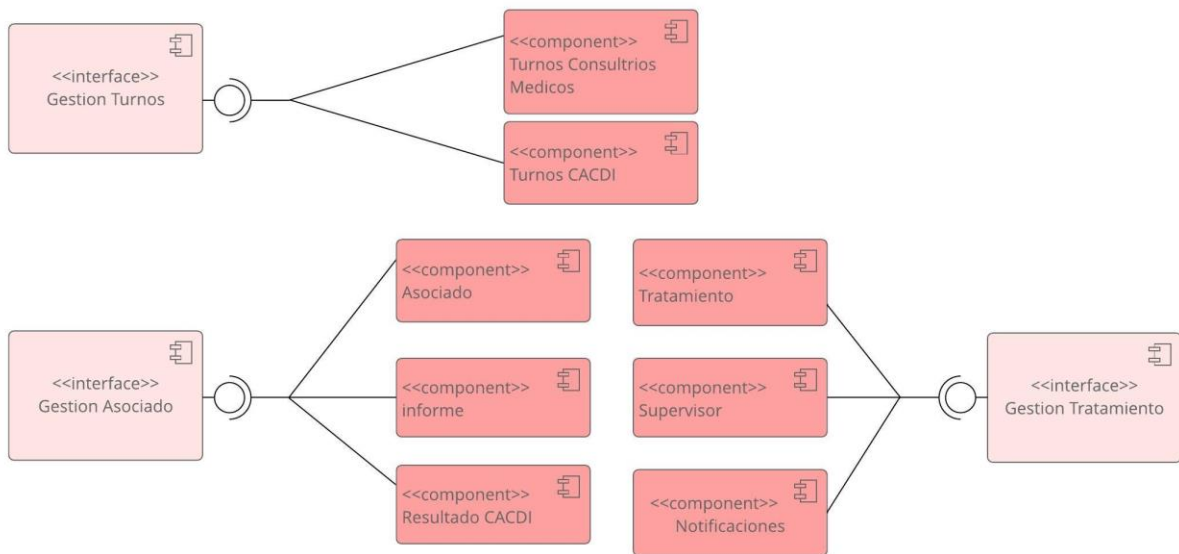 <<interface>>
Gestion Turnos
<<component>>
Turnos Consultrios
Medicos
<<component>>
Turnos CACDI
<<interface>>
Gestion Asociado
<<component>>
Asociado
<<component>>
informe
<<component>>
Resultado CACDI
<<component>>
Tratamiento
<<component>>
Supervisor
<<component>>
Notificaciones
<<interface>>
Gestion Tratamiento